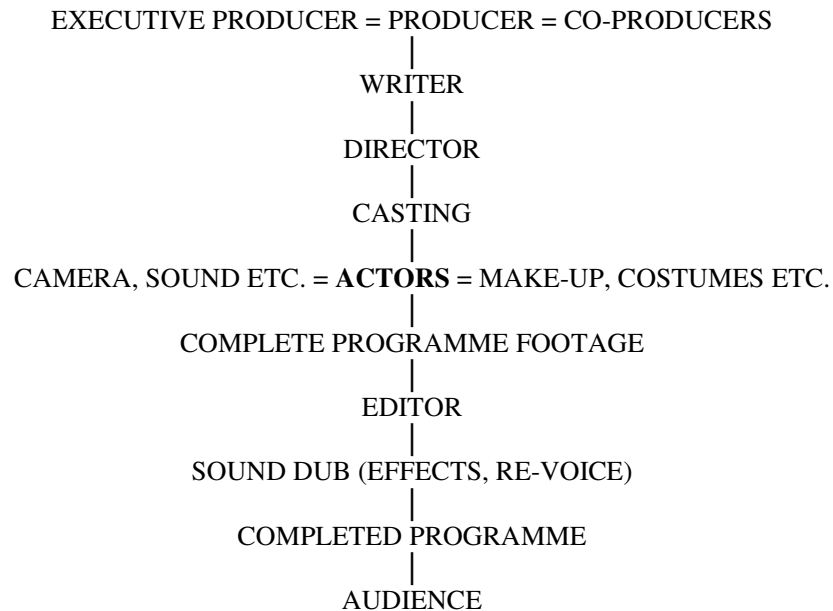 EXECUTIVE PRODUCER = PRODUCER = CO-PRODUCERS
WRITER
DIRECTOR
CASTING
CAMERA, SOUND ETC. = ACTORS = MAKE-UP, COSTUMES ETC.
COMPLETE PROGRAMME FOOTAGE
EDITOR
SOUND DUB (EFFECTS, RE-VOICE)
COMPLETED PROGRAMME
AUDIENCE